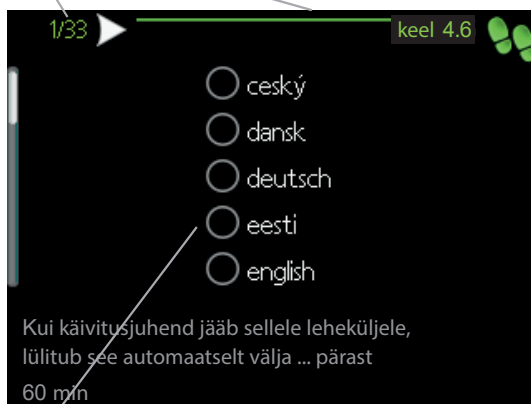 1/33
keel 4.6
ceský
dansk
deutsch
eesti
english
Kui käivitusjuhend jääb sellele leheküljele,
lülitub see automaatselt välja ... pärast
60 min